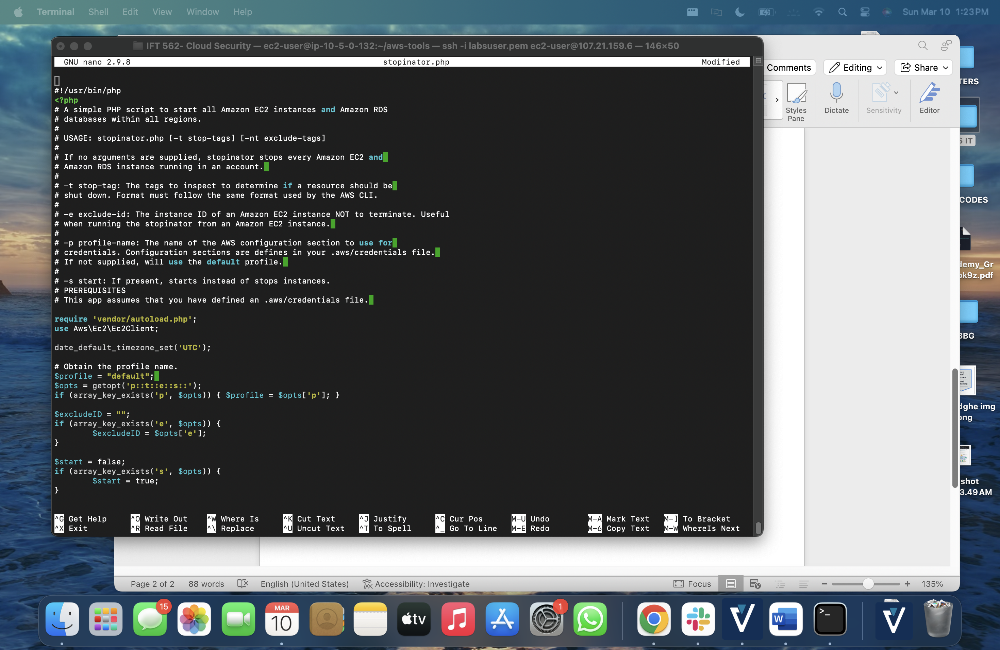 Terminal Shell Edit View Window Help Sun Mar 10 1:23 PM
IFT 562- Cloud Security — ec2-user@ip-10-5-0-132:~/aws-tools — ssh -i labsuser.pem ec2-user@107.21.159.6 — 146×50
GNU nano 2.9.8 stopinator.php Modified
#!/usr/bin/php
<?php
# A simple PHP script to start all Amazon EC2 instances and Amazon RDS
# databases within all regions.
#
# USAGE: stopinator.php [-t stop-tags] [-nt exclude-tags]
#
# If no arguments are supplied, stopinator stops every Amazon EC2 and
# Amazon RDS instance running in an account.
#
# -t stop-tag: The tags to inspect to determine if a resource should be
# shut down. Format must follow the same format used by the AWS CLI.
#
# -e exclude-id: The instance ID of an Amazon EC2 instance NOT to terminate. Useful
# when running the stopinator from an Amazon EC2 instance.
#
# -p profile-name: The name of the AWS configuration section to use for
# credentials. Configuration sections are defines in your .aws/credentials file.
# If not supplied, will use the default profile.
#
# -s start: If present, starts instead of stops instances.
# PREREQUISITES
# This app assumes that you have defined an .aws/credentials file.
require 'vendor/autoload.php';
use Aws\Ec2\Ec2Client;
date_default_timezone_set('UTC');
# Obtain the profile name.
$profile = "default";
$opts = getopt('p::t::e::s::');
if (array_key_exists('p', $opts)) { $profile = $opts['p']; }
$excludeID = "";
if (array_key_exists('e', $opts)) {
$excludeID = $opts['e'];
}
$start = false;
if (array_key_exists('s', $opts)) {
$start = true;
}
^G Get Help ^O Write Out ^W Where Is ^K Cut Text ^J Justify ^C Cur Pos M-U Undo M-A Mark Text M-] To Bracket
^X Exit ^R Read File ^\ Replace ^U Uncut Text ^T To Spell ^_ Go To Line M-E Redo M-6 Copy Text M-W WhereIs Next
Comments Editing Share
Styles Pane Dictate Sensitivity Editor
TERS
S IT
CODES
demy_Gr
ok9z.pdf
BBG
dghe img
png
shot
3.49 AM
Page 2 of 2 88 words English (United States) Accessibility: Investigate Focus 135%
15
MAR
10
tv
1
W
>_